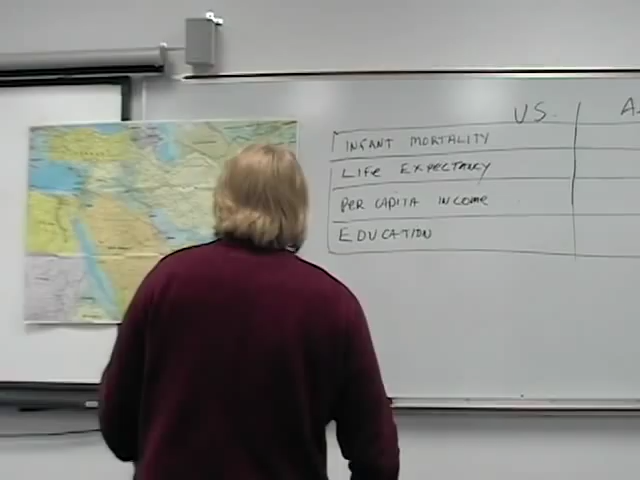 US. A
INFANT MORTALITY
LIFE EXPECTANCY
PER CAPITA INCOME
EDUCATION